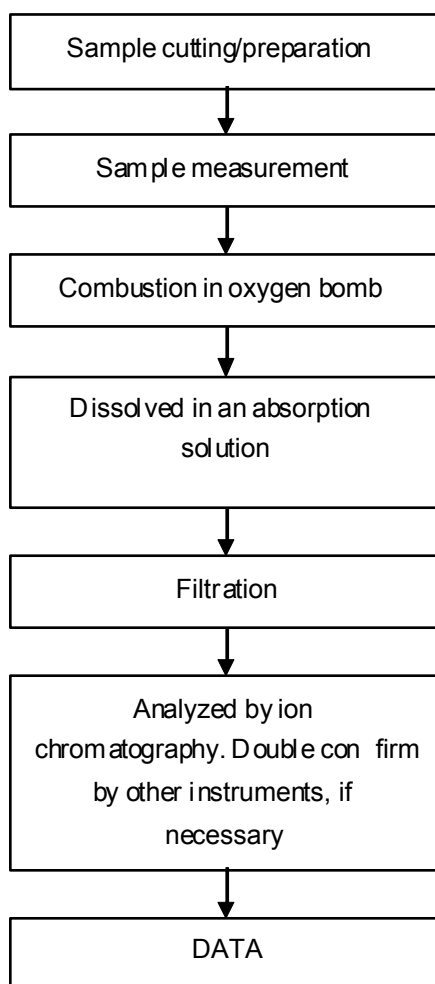 Sample cutting/preparation
Sample measurement
Combustion in oxygen bomb
Dissolved in an absorption
solution
Filtration
Analyzed by ion
chromatography. Double con firm
by other instruments, if
necessary
DATA